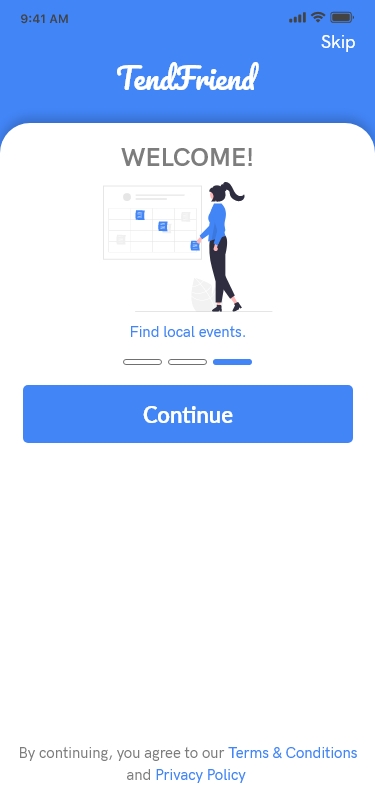 9:41 AM
Skip
TendFriend
WELCOME!
Find local events.
Continue
By continuing, you agree to our Terms & Conditions
and Privacy Policy